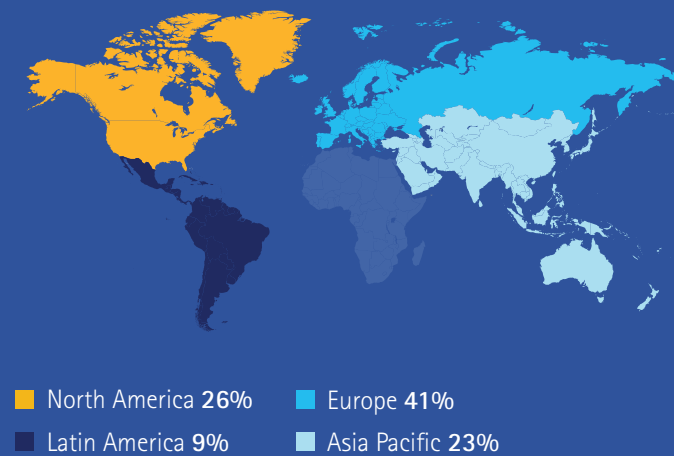 North America 26%
Europe 41%
Latin America 9%
Asia Pacific 23%